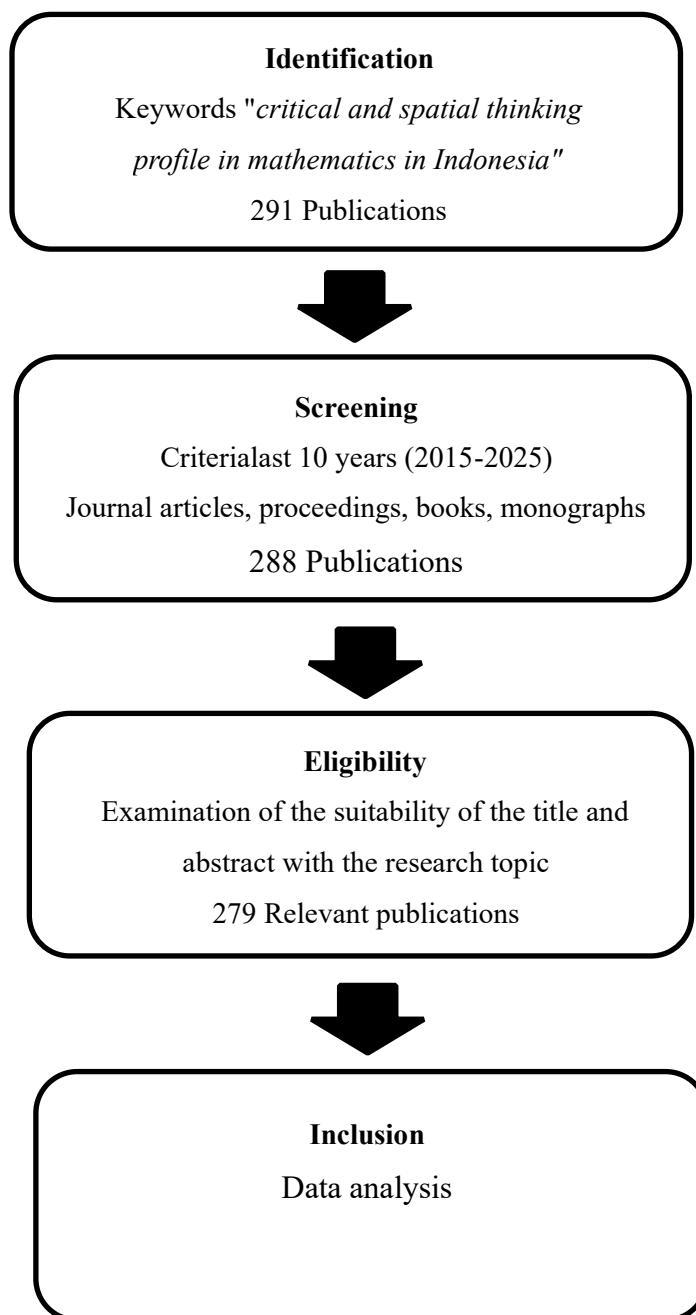 Identification
Keywords "critical and spatial thinking
profile in mathematics in Indonesia"
291 Publications
Screening
Criterialast 10 years (2015-2025)
Journal articles, proceedings, books, monographs
288 Publications
Eligibility
Examination of the suitability of the title and
abstract with the research topic
279 Relevant publications
Inclusion
Data analysis